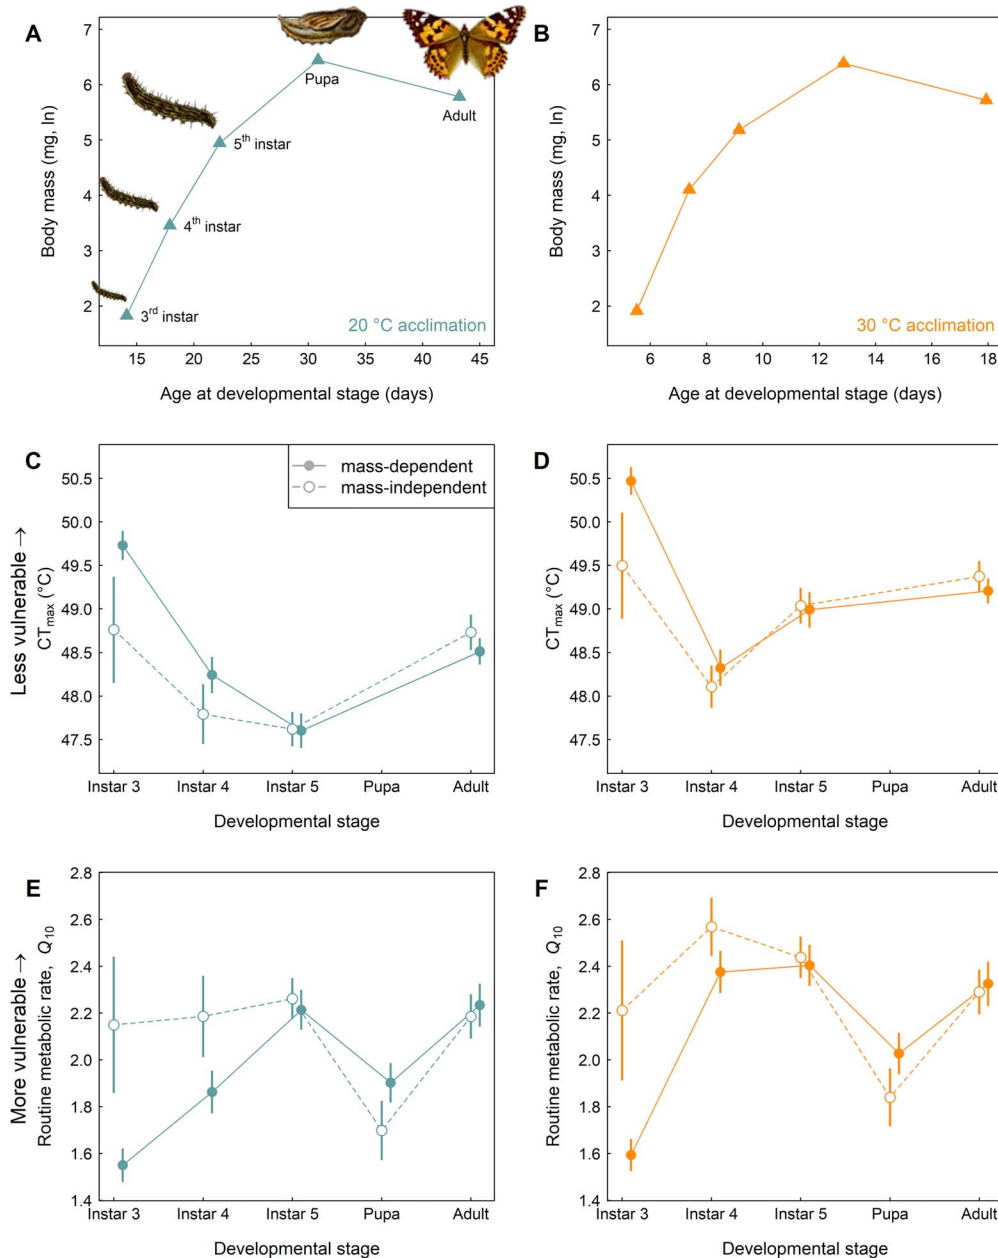 A
7
6
5
4
3
2
Body mass (mg, ln)
Pupa
Adult
5th instar
4th instar
3rd instar
20 °C acclimation
15 20 25 30 35 40 45
Age at developmental stage (days)
B
7
6
5
4
3
2
Body mass (mg, ln)
30 °C acclimation
6 8 10 12 14 16 18
Age at developmental stage (days)
C
mass-dependent
mass-independent
50.5
50.0
49.5
49.0
48.5
48.0
47.5
Less vulnerable →
CTmax (°C)
Instar 3 Instar 4 Instar 5 Pupa Adult
Developmental stage
D
50.5
50.0
49.5
49.0
48.5
48.0
47.5
CTmax (°C)
Instar 3 Instar 4 Instar 5 Pupa Adult
Developmental stage
E
2.8
2.6
2.4
2.2
2.0
1.8
1.6
1.4
More vulnerable →
Routine metabolic rate, Q10
Instar 3 Instar 4 Instar 5 Pupa Adult
Developmental stage
F
2.8
2.6
2.4
2.2
2.0
1.8
1.6
1.4
Routine metabolic rate, Q10
Instar 3 Instar 4 Instar 5 Pupa Adult
Developmental stage